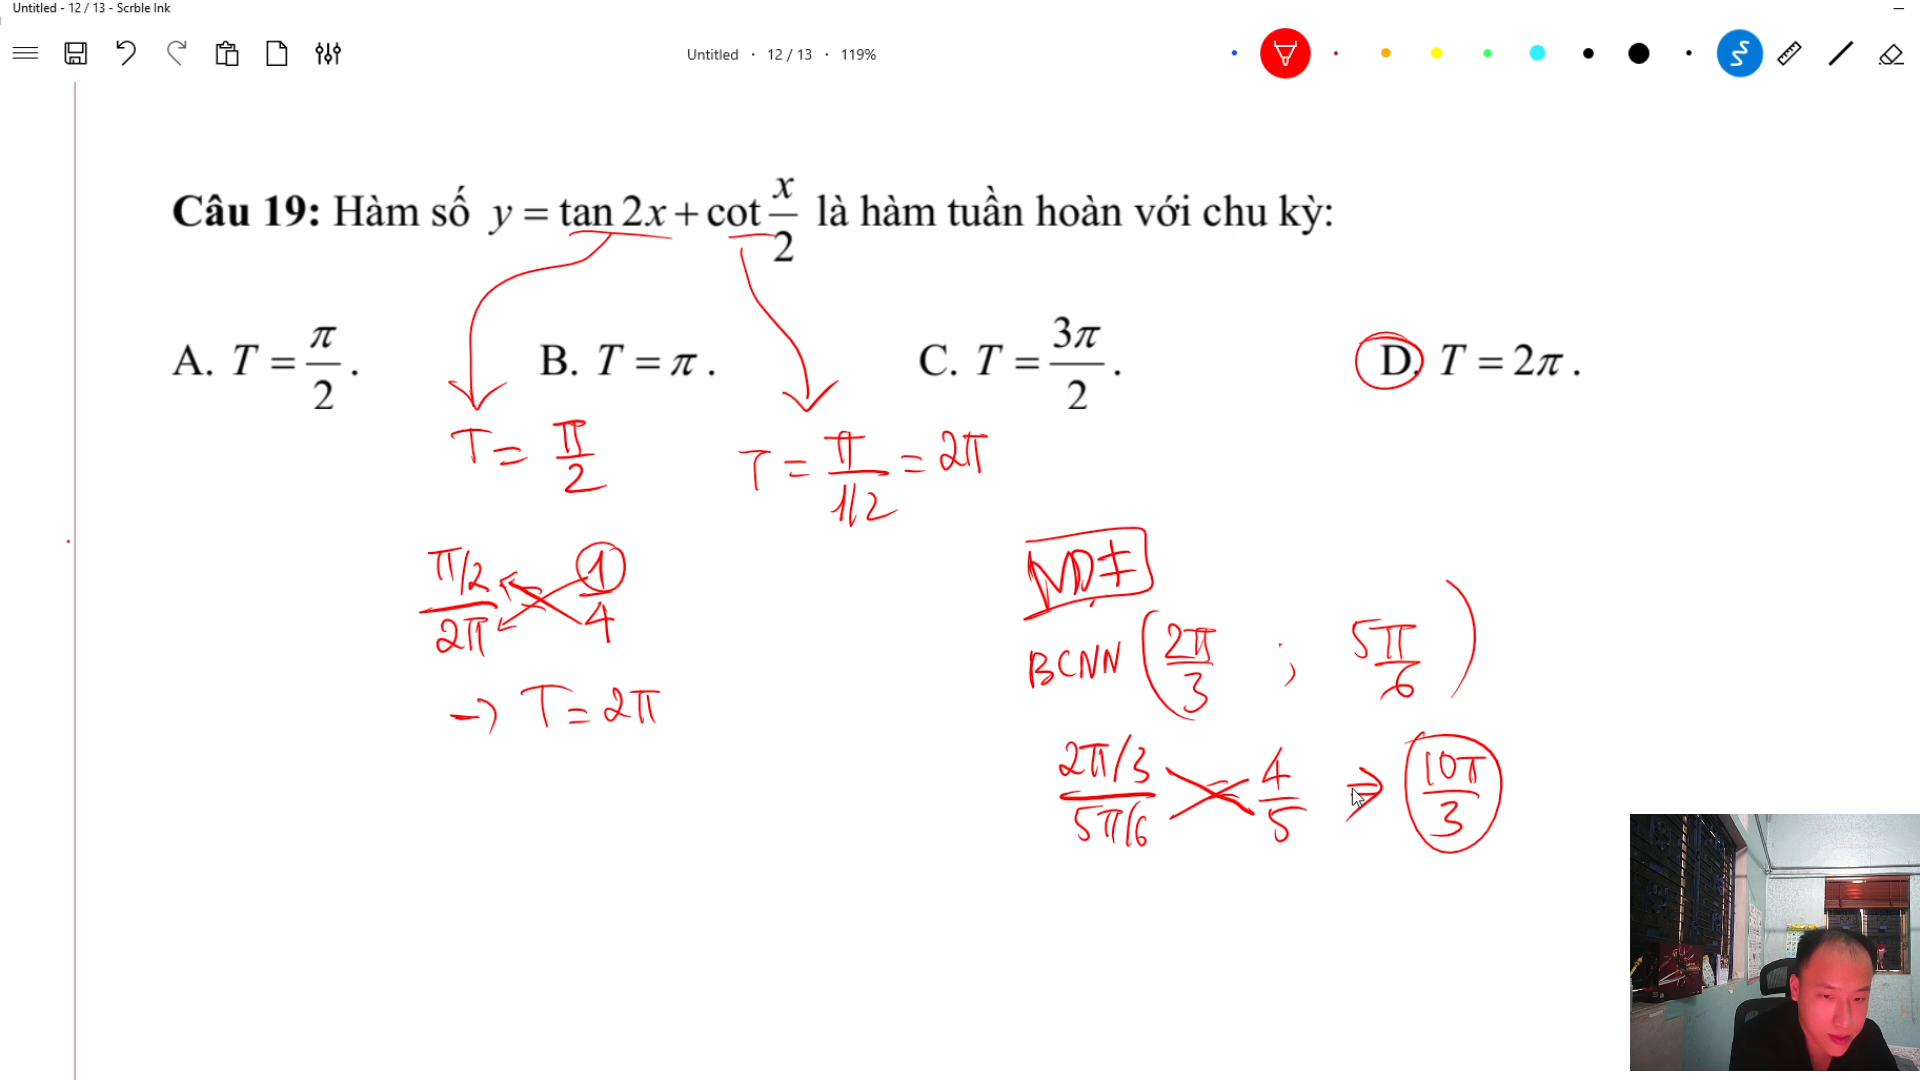 Untitled - 12 / 13 - Scrble Ink
Untitled · 12 / 13 · 119%
Câu 19: Hàm số y = tan 2x + cot x/2 là hàm tuần hoàn với chu kỳ:
A. T = π/2 . B. T = π . C. T = 3π/2 . D. T = 2π .
T = π/2
T = π/1/2 = 2π
π/2 / 2π = 1/4
→ T = 2π
BCNN ( 2π/3 ; 5π/6 )
2π/3 / 5π/6 = 4/5 ⇒ 10π/3